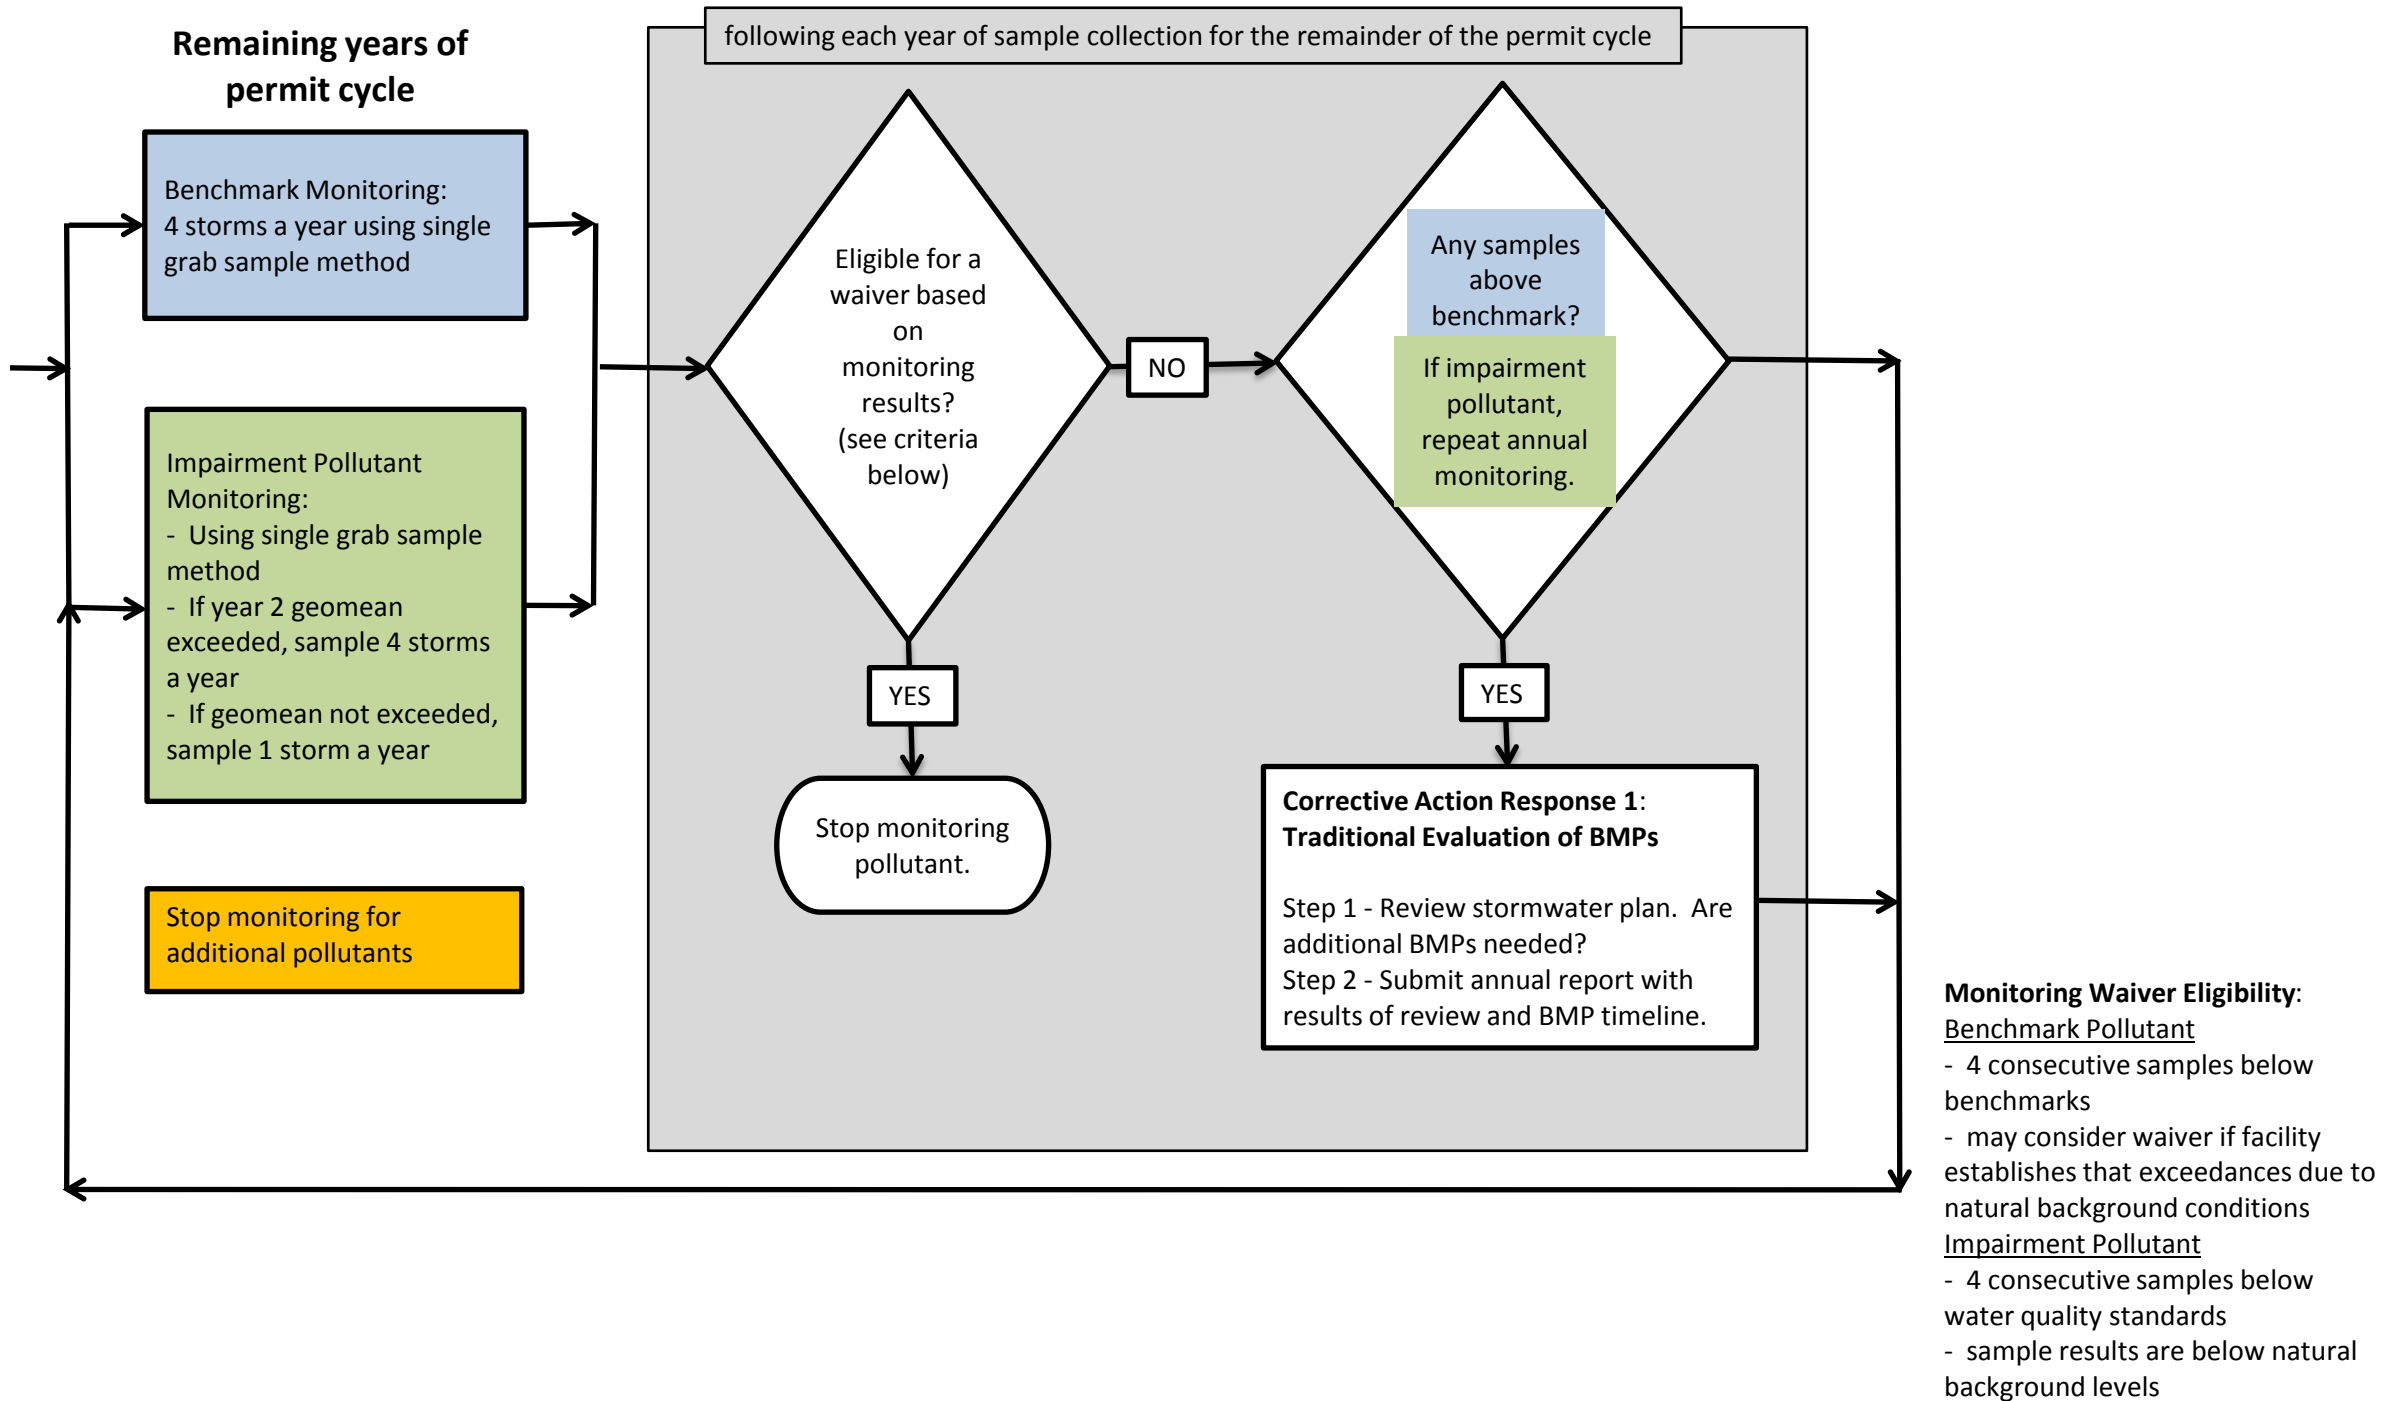 Remaining years of
permit cycle
following each year of sample collection for the remainder of the permit cycle
Benchmark Monitoring:
4 storms a year using single
grab sample method
Impairment Pollutant
Monitoring:
- Using single grab sample
method
- If year 2 geomean
exceeded, sample 4 storms
a year
- If geomean not exceeded,
sample 1 storm a year
Stop monitoring for
additional pollutants
Eligible for a
waiver based
on
monitoring
results?
(see criteria
below)
NO
YES
Stop monitoring
pollutant.
Any samples
above
benchmark?
If impairment
pollutant,
repeat annual
monitoring.
YES
Corrective Action Response 1:
Traditional Evaluation of BMPs
Step 1 - Review stormwater plan. Are
additional BMPs needed?
Step 2 - Submit annual report with
results of review and BMP timeline.
Monitoring Waiver Eligibility:
Benchmark Pollutant
- 4 consecutive samples below
benchmarks
- may consider waiver if facility
establishes that exceedances due to
natural background conditions
Impairment Pollutant
- 4 consecutive samples below
water quality standards
- sample results are below natural
background levels